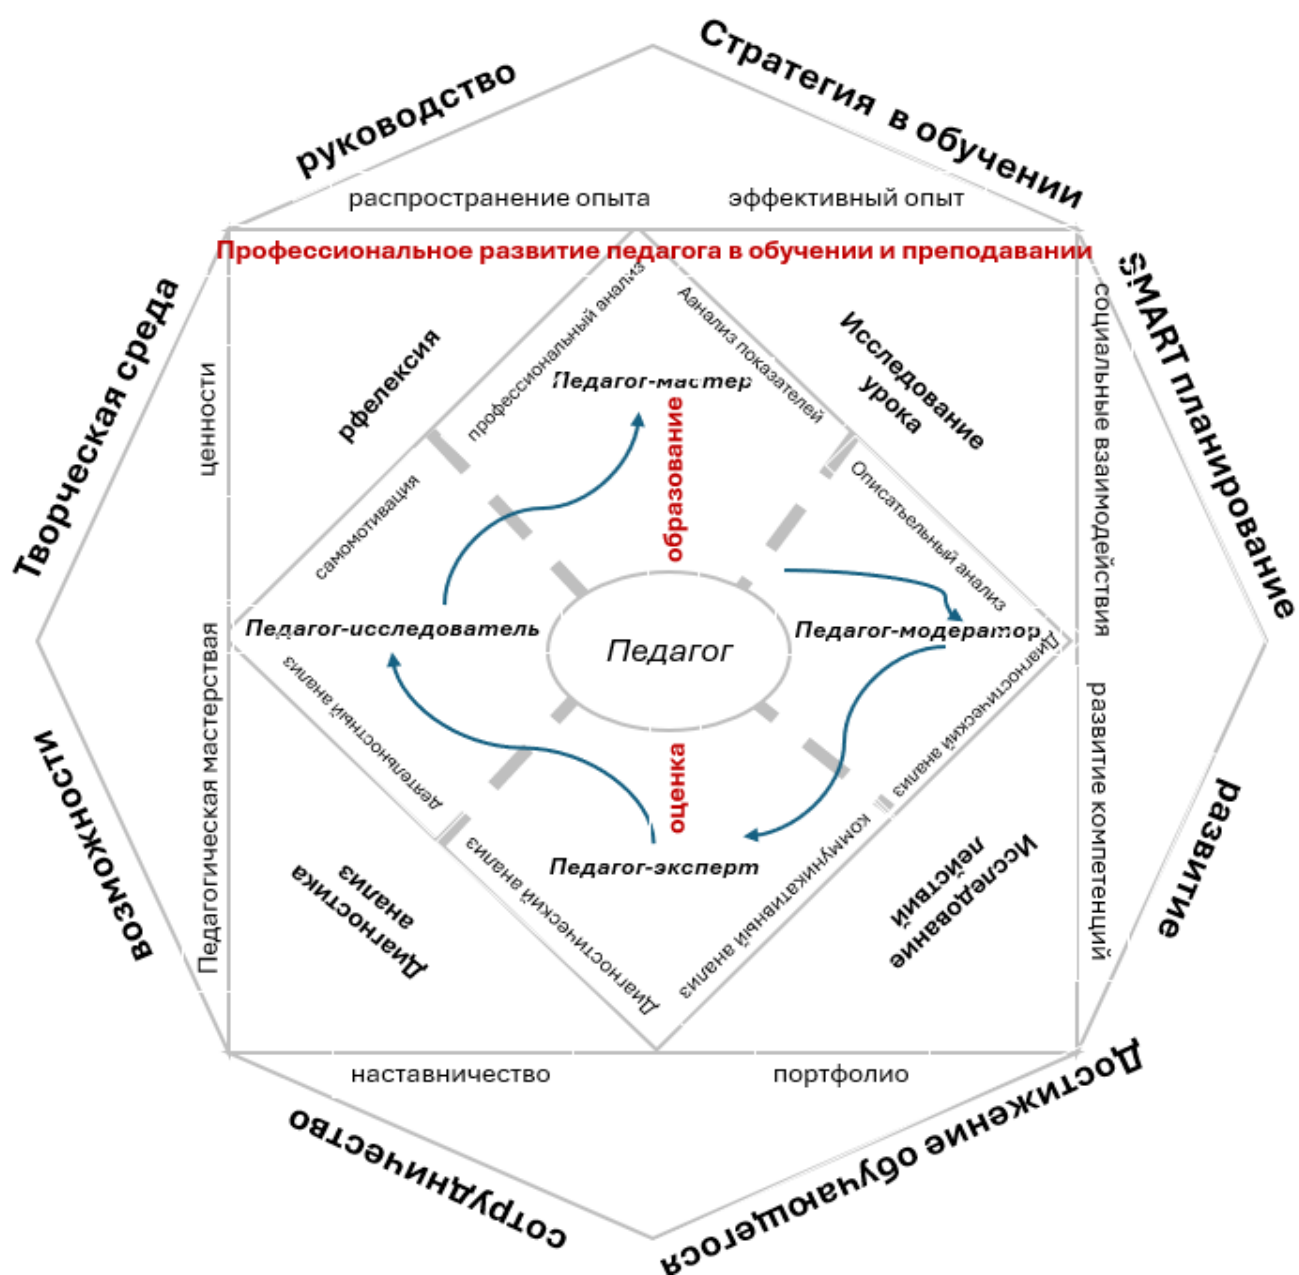 Стратегия в обучении
руководство
распространение опыта
эффективный опыт
Профессиональное развитие педагога в обучении и преподавании
SMART планирование
социальные взаимодействия
Творческая среда
ценности
рфелексия
профессиональный анализ
Аанализ показателей
Исследование
урока
Педагог-мастер
образование
самомотивация
Описатьельный анализ
Педагог-исследователь
Педагог
Педагог-модератор
Диагностический анализ
деятельностный анализ
Педагогическая мастерствая
развитие компетенций
возможности
развитие
оценка
Педагог-эксперт
Диагностический анализ
коммуникативный анализ
Диагностика
анализ
Исследование
действий
наставничество
портфолио
сотрудничество
Достижение обучающегося